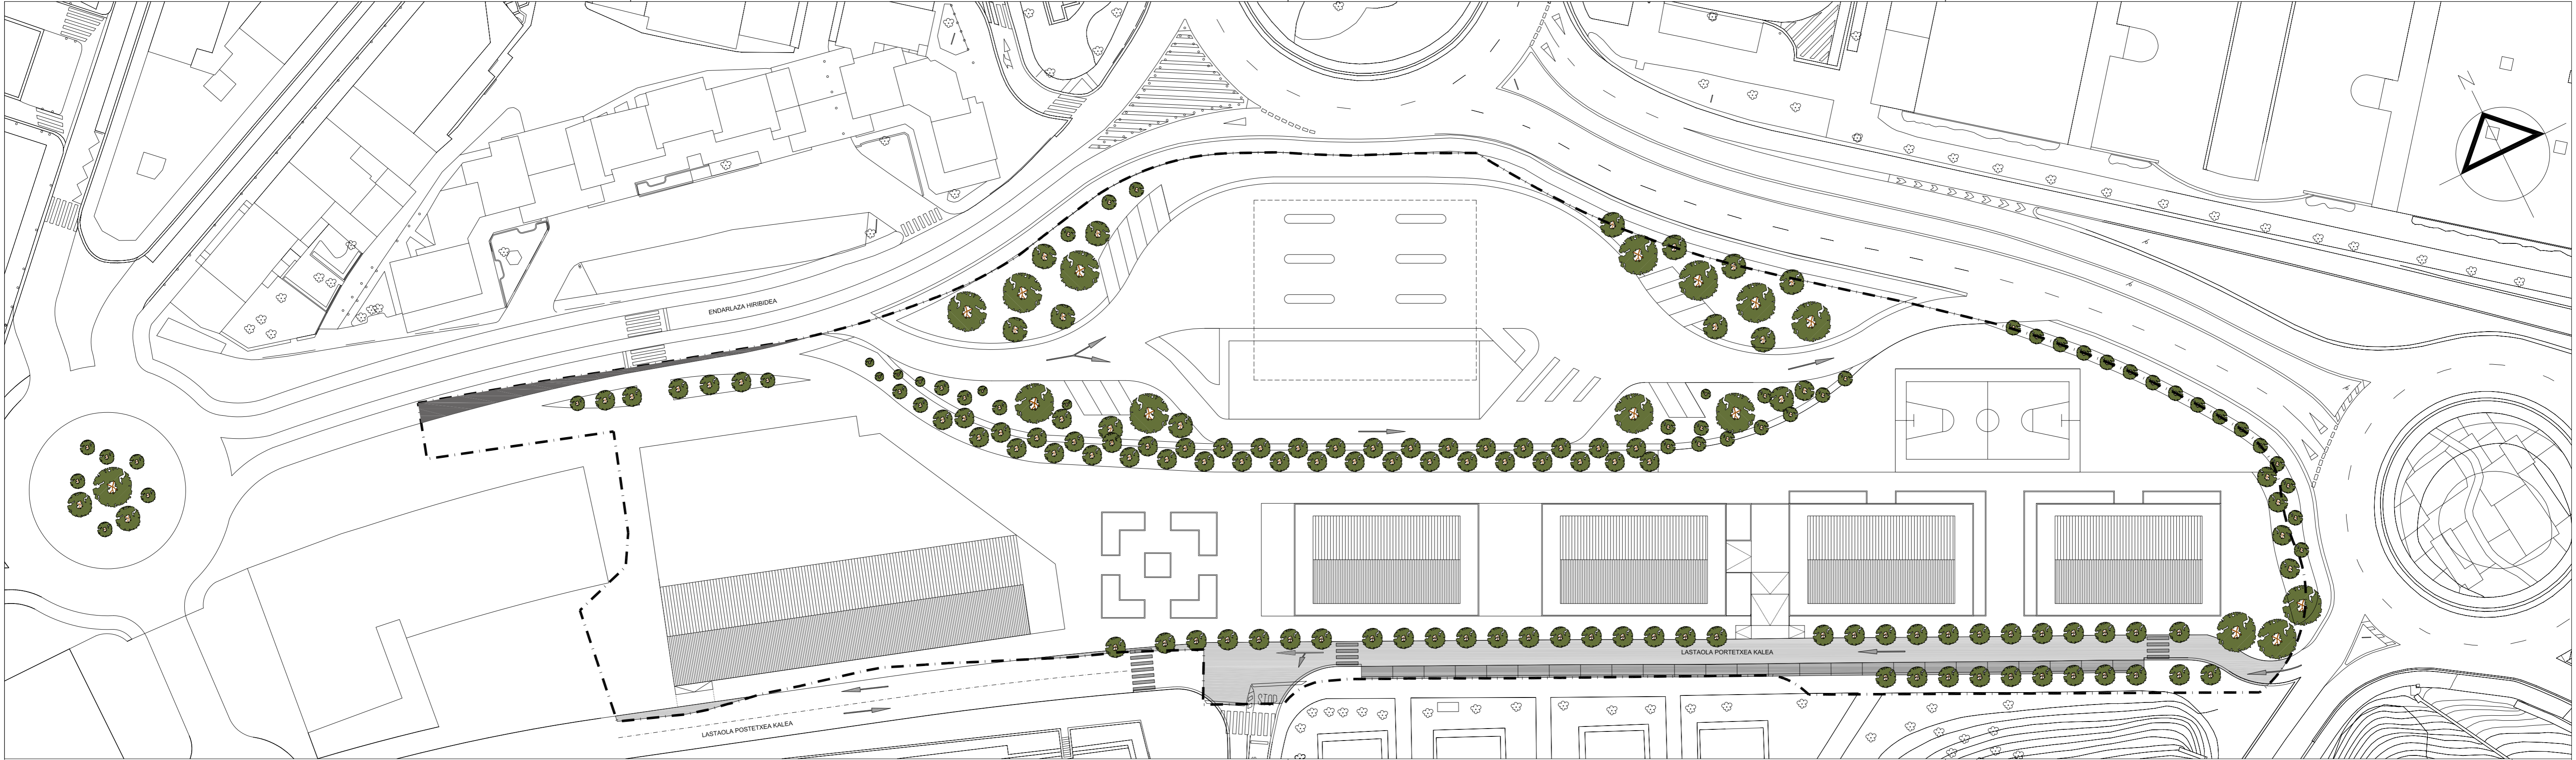 N
ENDARLAZA HIRIBIDEA
LASTAOLA PORTETXEA KALEA
STOP
LASTAOLA POSTETXEA KALEA